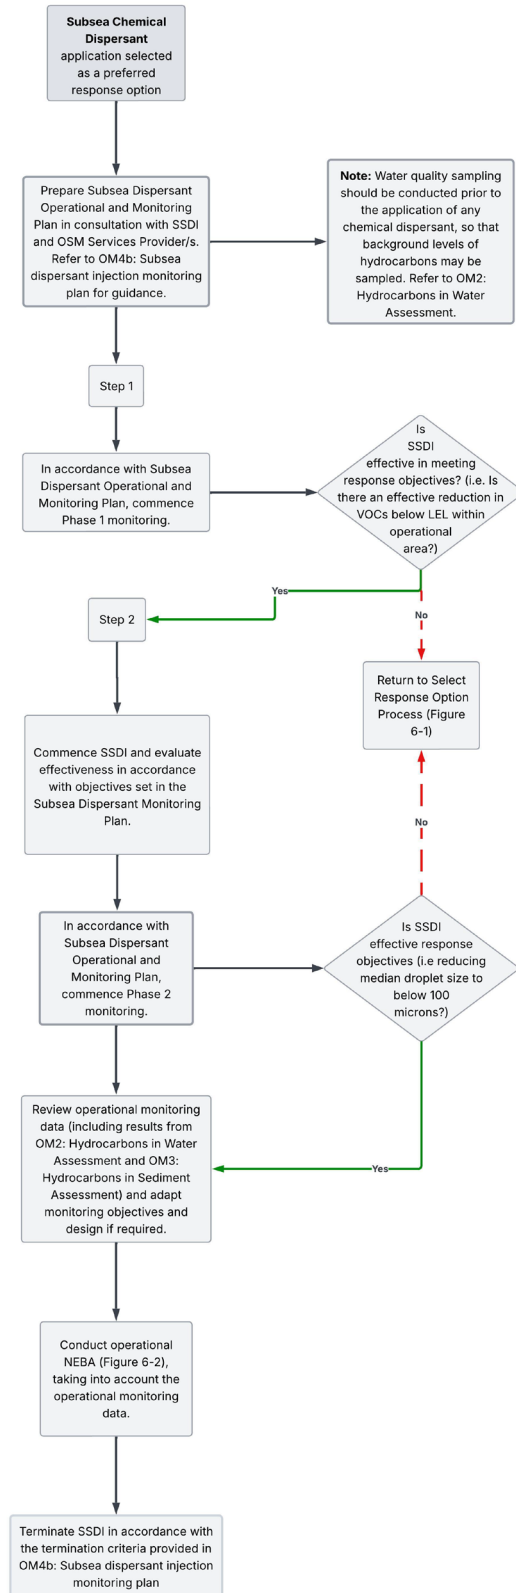 Subsea Chemical
Dispersant
application selected
as a preferred
response option
Prepare Subsea Dispersant
Operational and Monitoring
Plan in consultation with SSDI
and OSM Services Provider/s.
Refer to OM4b: Subsea
dispersant injection monitoring
plan for guidance.
Note: Water quality sampling
should be conducted prior to
the application of any
chemical dispersant, so that
background levels of
hydrocarbons may be
sampled. Refer to OM2:
Hydrocarbons in Water
Assessment.
Step 1
In accordance with Subsea
Dispersant Operational and
Monitoring Plan, commence
Phase 1 monitoring.
Is
SSDI
effective in meeting
response objectives? (i.e. Is
there an effective reduction in
VOCs below LEL within
operational
area?)
Yes
No
Step 2
Return to Select
Response Option
Process (Figure
6-1)
Commence SSDI and evaluate
effectiveness in accordance
with objectives set in the
Subsea Dispersant Monitoring
Plan.
No
In accordance with
Subsea Dispersant
Operational and
Monitoring Plan,
commence Phase 2
monitoring.
Is SSDI
effective response
objectives (i.e reducing
median droplet size to
below 100
microns?)
Yes
Review operational monitoring
data (including results from
OM2: Hydrocarbons in Water
Assessment and OM3:
Hydrocarbons in Sediment
Assessment) and adapt
monitoring objectives and
design if required.
Conduct operational
NEBA (Figure 6-2),
taking into account the
operational monitoring
data.
Terminate SSDI in accordance with
the termination criteria provided in
OM4b: Subsea dispersant injection
monitoring plan